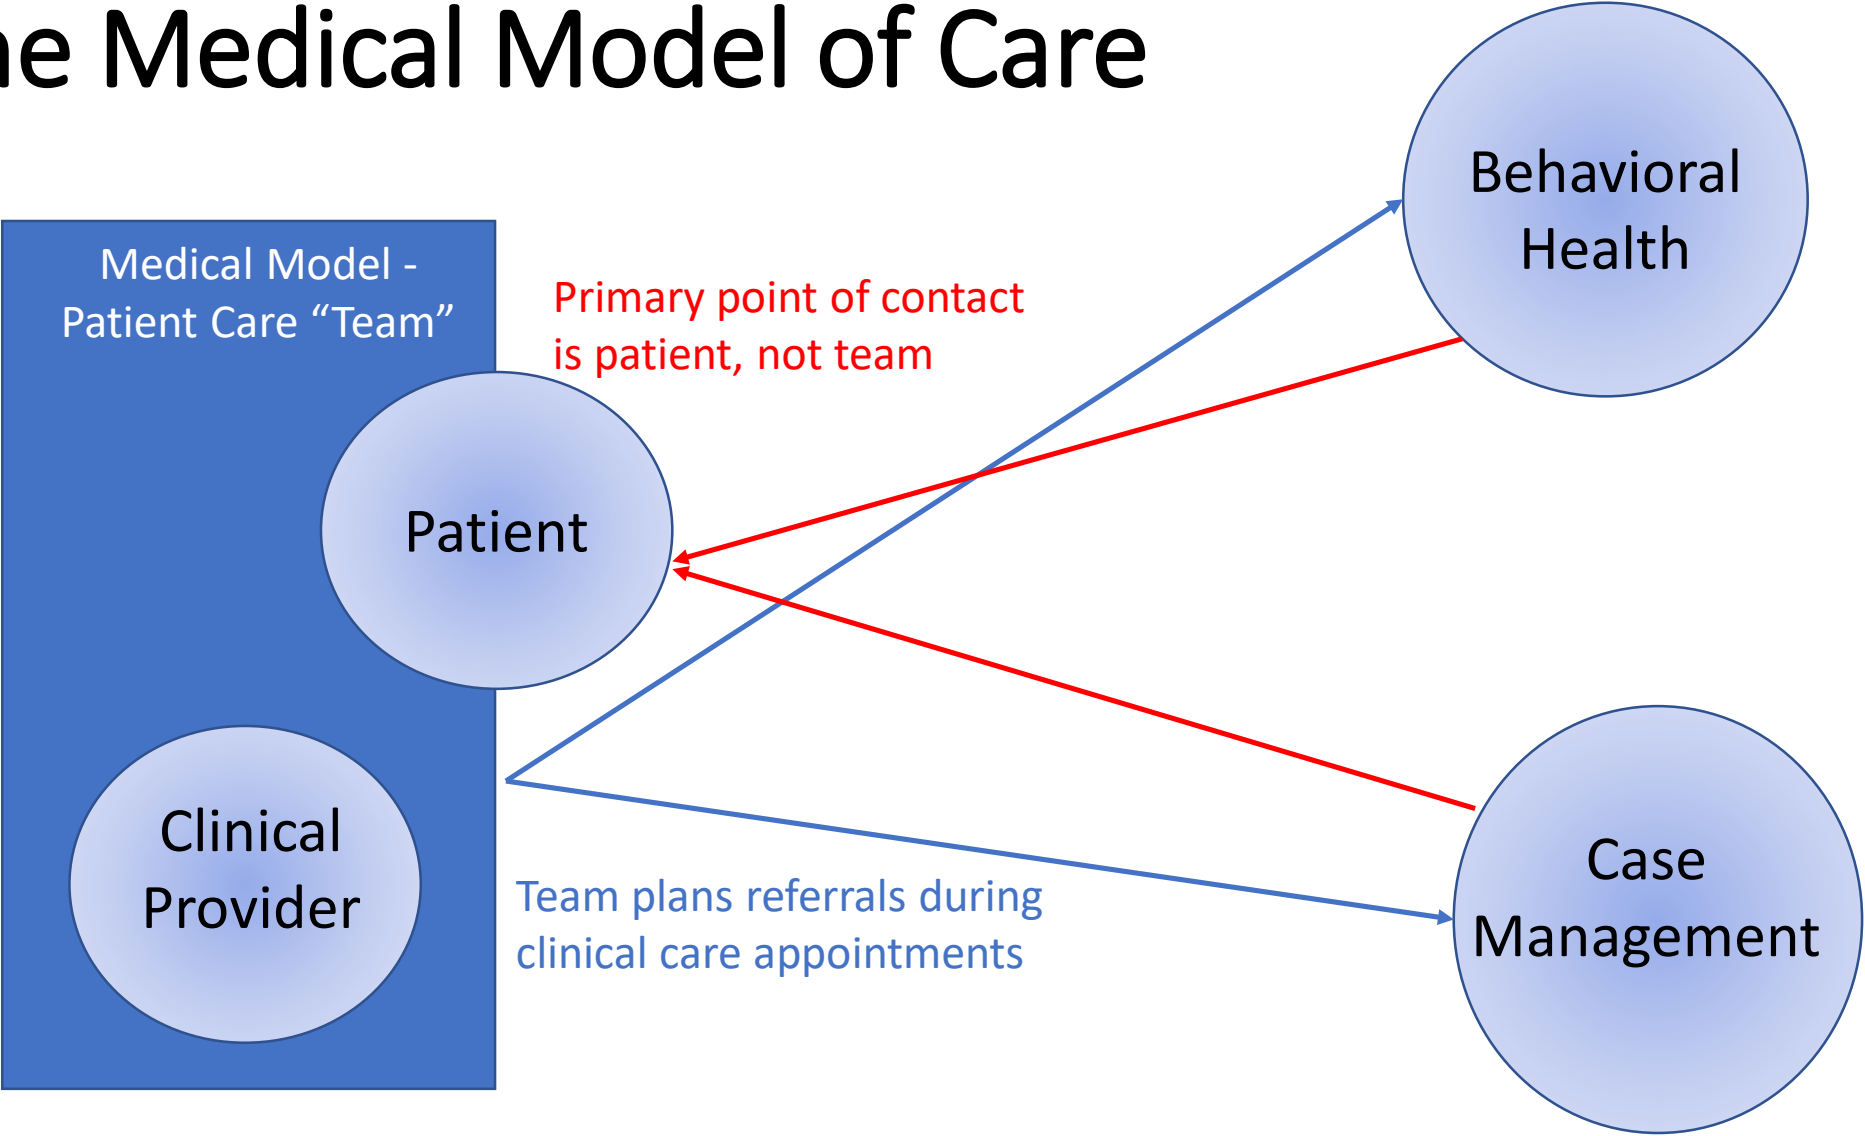 ne Medical Model of Care
Behavioral
Health
Medical Model -
Patient Care “Team”
Primary point of contact
is patient, not team
Patient
Clinical
Provider
Team plans referrals during
clinical care appointments
Case
Management